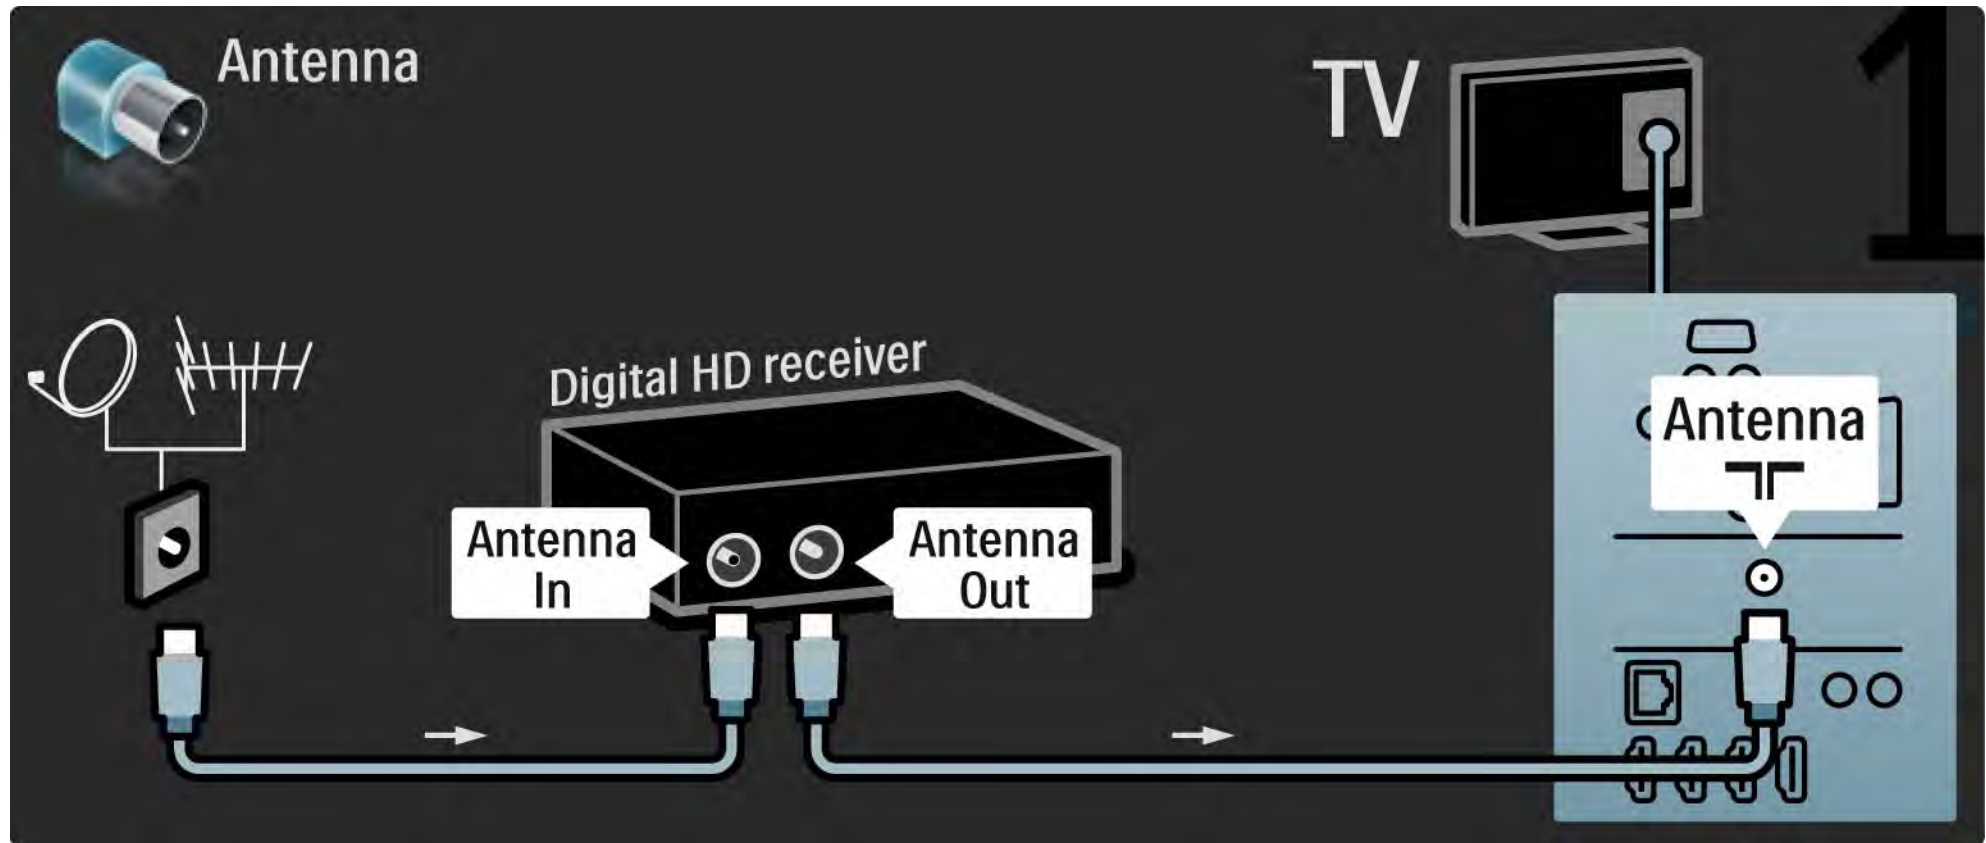 Antenna
TV
1
Digital HD receiver
Antenna
In
Antenna
Out
Antenna